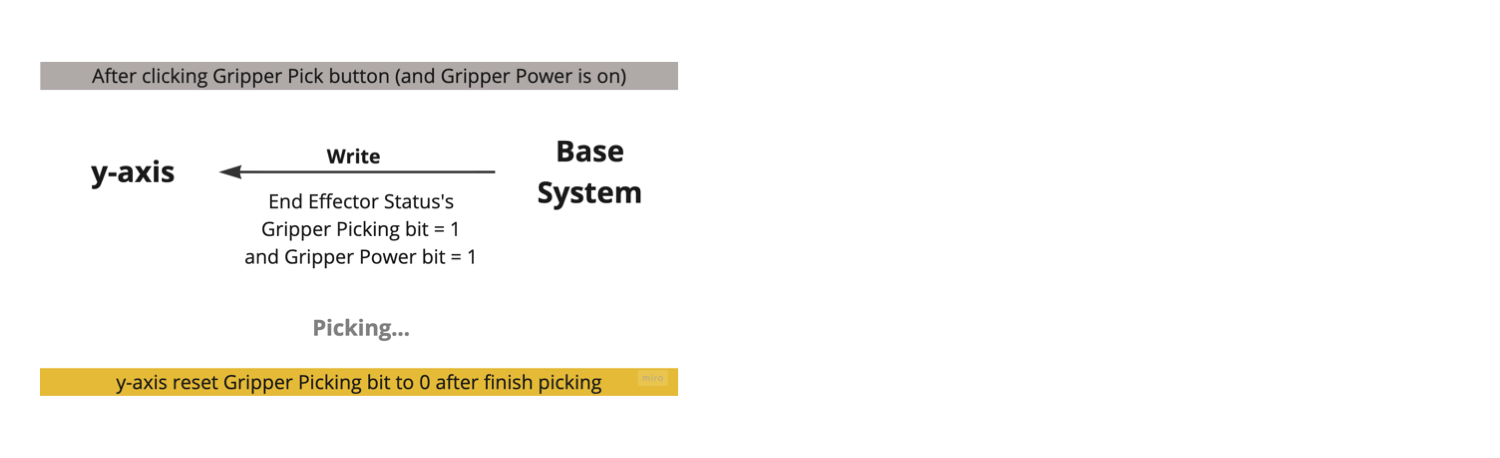 After clicking Gripper Pick button (and Gripper Power is on)
y-axis
Write
Base
System
End Effector Status's
Gripper Picking bit = 1
and Gripper Power bit = 1
Picking...
y-axis reset Gripper Picking bit to 0 after finish picking
miro